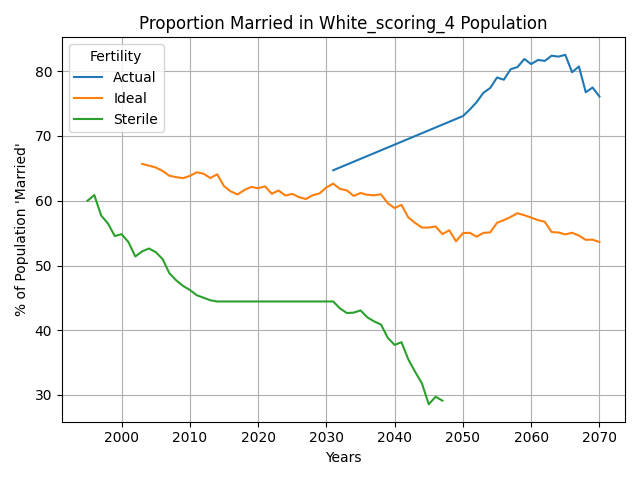 Proportion Married in White_scoring_4 Population
% of Population 'Married'
Fertility
Actual
Ideal
Sterile
80
70
60
50
40
30
2000 2010 2020 2030 2040 2050 2060 2070
Years